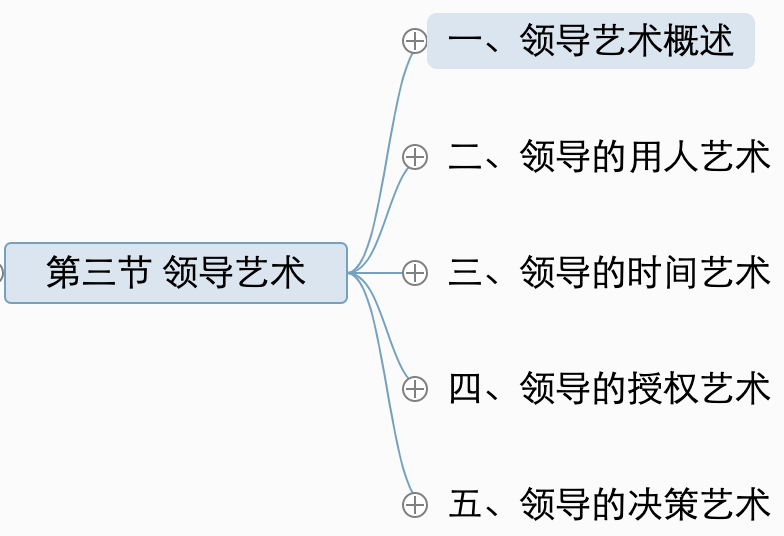 第三节 领导艺术
一、领导艺术概述
二、领导的用人艺术
三、领导的时间艺术
四、领导的授权艺术
五、领导的决策艺术